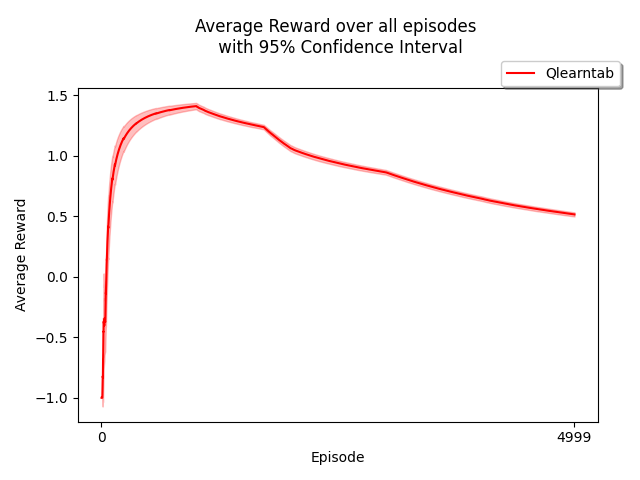 Average Reward over all episodes
with 95% Confidence Interval
Qlearntab
1.5
1.0
0.5
0.0
−0.5
−1.0
Average Reward
0
4999
Episode